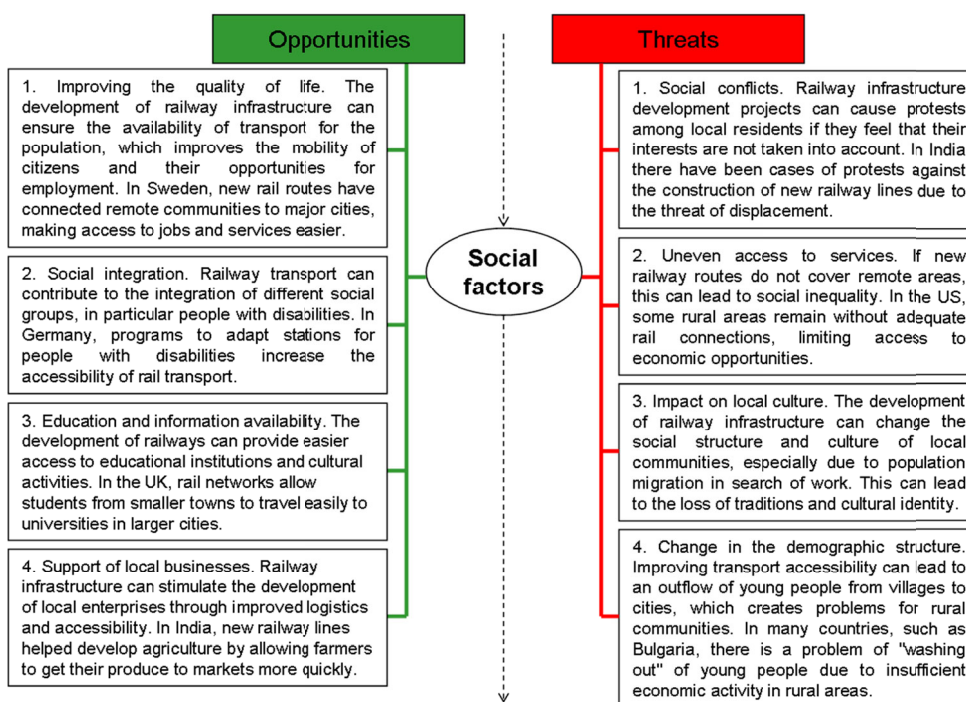 Opportunities
1. Improving the quality of life. The
development of railway infrastructure can
ensure the availability of transport for the
population, which improves the mobility of
citizens and their opportunities for
employment. In Sweden, new rail routes have
connected remote communities to major cities,
making access to jobs and services easier.
2. Social integration. Railway transport can
contribute to the integration of different social
groups, in particular people with disabilities. In
Germany, programs to adapt stations for
people with disabilities increase the
accessibility of rail transport.
3. Education and information availability. The
development of railways can provide easier
access to educational institutions and cultural
activities. In the UK, rail networks allow
students from smaller towns to travel easily to
universities in larger cities.
4. Support of local businesses. Railway
infrastructure can stimulate the development
of local enterprises through improved logistics
and accessibility. In India, new railway lines
helped develop agriculture by allowing farmers
to get their produce to markets more quickly.
Social
factors
Threats
1. Social conflicts. Railway infrastructure
development projects can cause protests
among local residents if they feel that their
interests are not taken into account. In India
there have been cases of protests against
the construction of new railway lines due to
the threat of displacement.
2. Uneven access to services. If new
railway routes do not cover remote areas,
this can lead to social inequality. In the US,
some rural areas remain without adequate
rail connections, limiting access to
economic opportunities.
3. Impact on local culture. The development
of railway infrastructure can change the
social structure and culture of local
communities, especially due to population
migration in search of work. This can lead
to the loss of traditions and cultural identity.
4. Change in the demographic structure.
Improving transport accessibility can lead to
an outflow of young people from villages to
cities, which creates problems for rural
communities. In many countries, such as
Bulgaria, there is a problem of "washing
out" of young people due to insufficient
economic activity in rural areas.